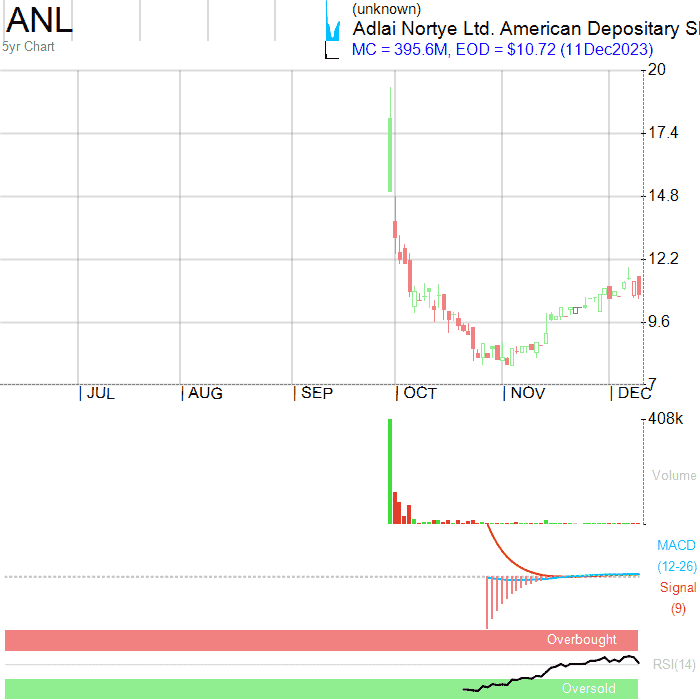 ANL
5yr Chart
(unknown)
Adlai Nortye Ltd. American Depositary S
MC = 395.6M, EOD = $10.72 (11Dec2023)
20
17.4
14.8
12.2
9.6
7
| JUL | AUG | SEP | OCT | NOV | DEC
408k
Volume
MACD
(12-26)
Signal
(9)
Overbought
RSI(14)
Oversold